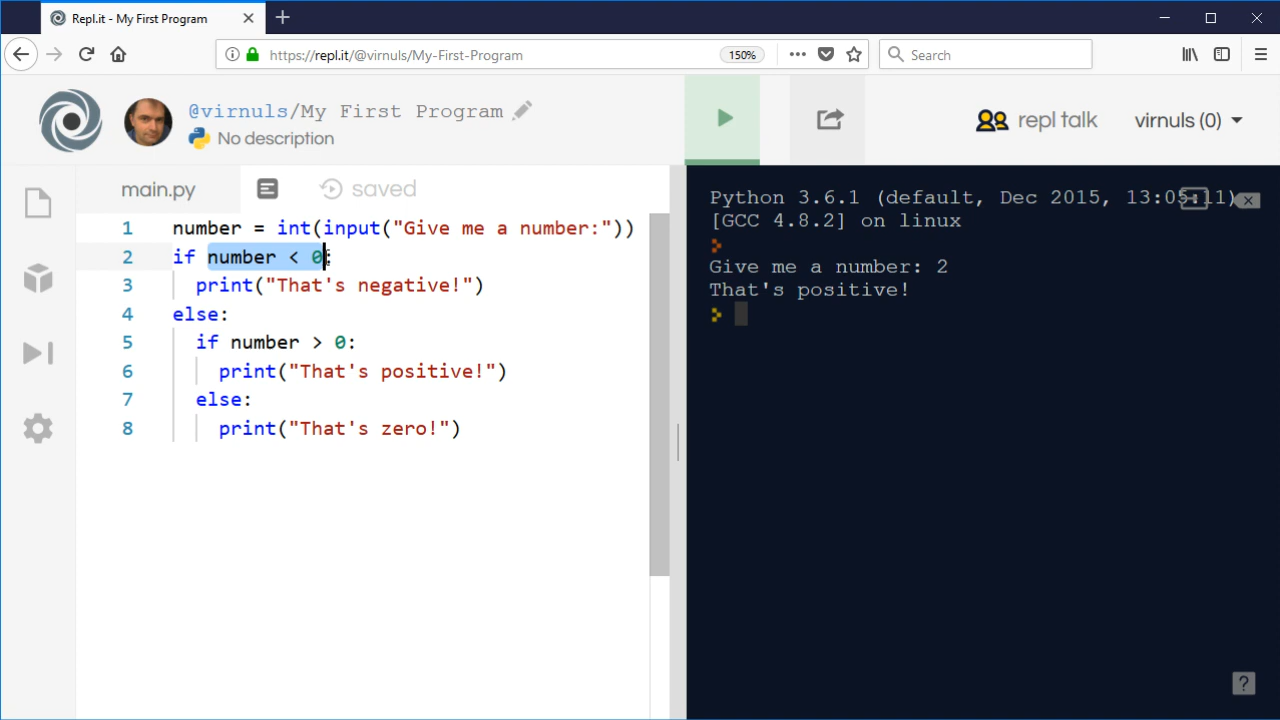 Repl.it - My First Program
https://repl.it/@virnuls/My-First-Program
150%
Search
@virnuls/My First Program
No description
repl talk
virnuls (0)
main.py
saved
1 number = int(input("Give me a number:"))
2 if number < 0:
3 print("That's negative!")
4 else:
5 if number > 0:
6 print("That's positive!")
7 else:
8 print("That's zero!")
Python 3.6.1 (default, Dec 2015, 13:05:11)
[GCC 4.8.2] on linux
Give me a number: 2
That's positive!
?